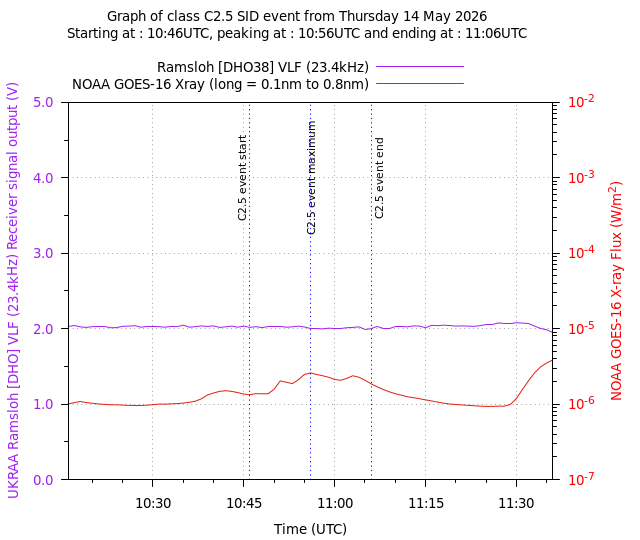 Graph of class C2.5 SID event from Thursday 14 May 2026
Starting at : 10:46UTC, peaking at : 10:56UTC and ending at : 11:06UTC
Ramsloh [DHO38] VLF (23.4kHz)
NOAA GOES-16 Xray (long = 0.1nm to 0.8nm)
UKRAA Ramsloh [DHO] VLF (23.4kHz) Receiver signal output (V)
5.0
4.0
3.0
2.0
1.0
0.0
C2.5 event start
C2.5 event maximum
C2.5 event end
10⁻²
10⁻³
10⁻⁴
10⁻⁵
10⁻⁶
10⁻⁷
NOAA GOES-16 X-ray Flux (W/m²)
10:30 10:45 11:00 11:15 11:30
Time (UTC)